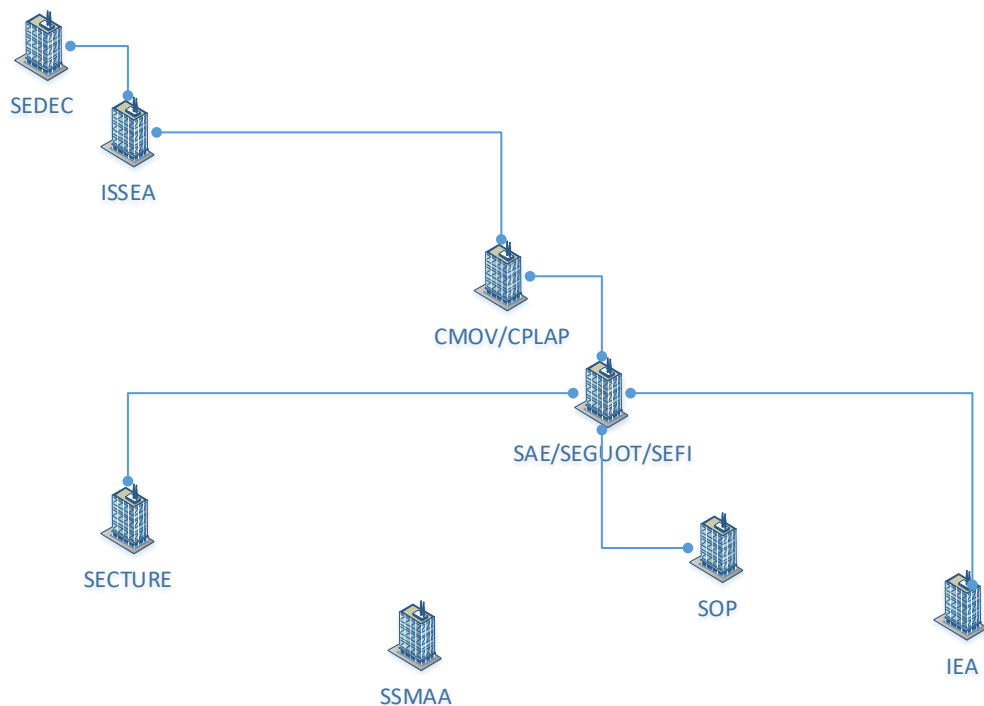 SEDEC
ISSEA
CMOV/CPLAP
SAE/SEGUOT/SEFI
SECTURE
SOP
IEA
SSMAA